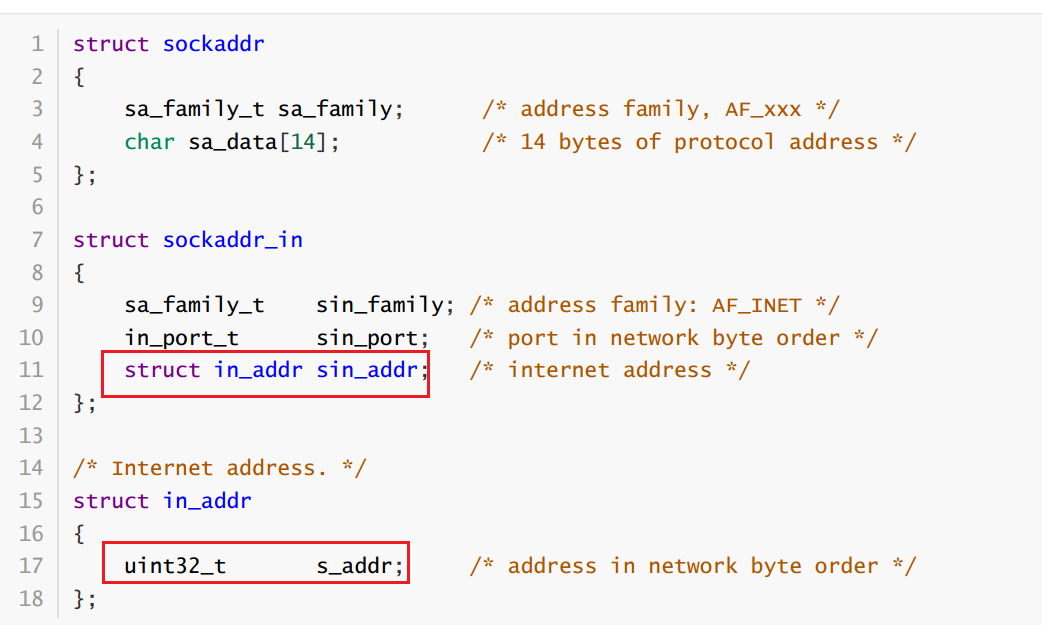 1 struct sockaddr
2 {
3 sa_family_t sa_family; /* address family, AF_xxx */
4 char sa_data[14]; /* 14 bytes of protocol address */
5 };
6
7 struct sockaddr_in
8 {
9 sa_family_t sin_family; /* address family: AF_INET */
10 in_port_t sin_port; /* port in network byte order */
11 struct in_addr sin_addr; /* internet address */
12 };
13
14 /* Internet address. */
15 struct in_addr
16 {
17 uint32_t s_addr; /* address in network byte order */
18 };